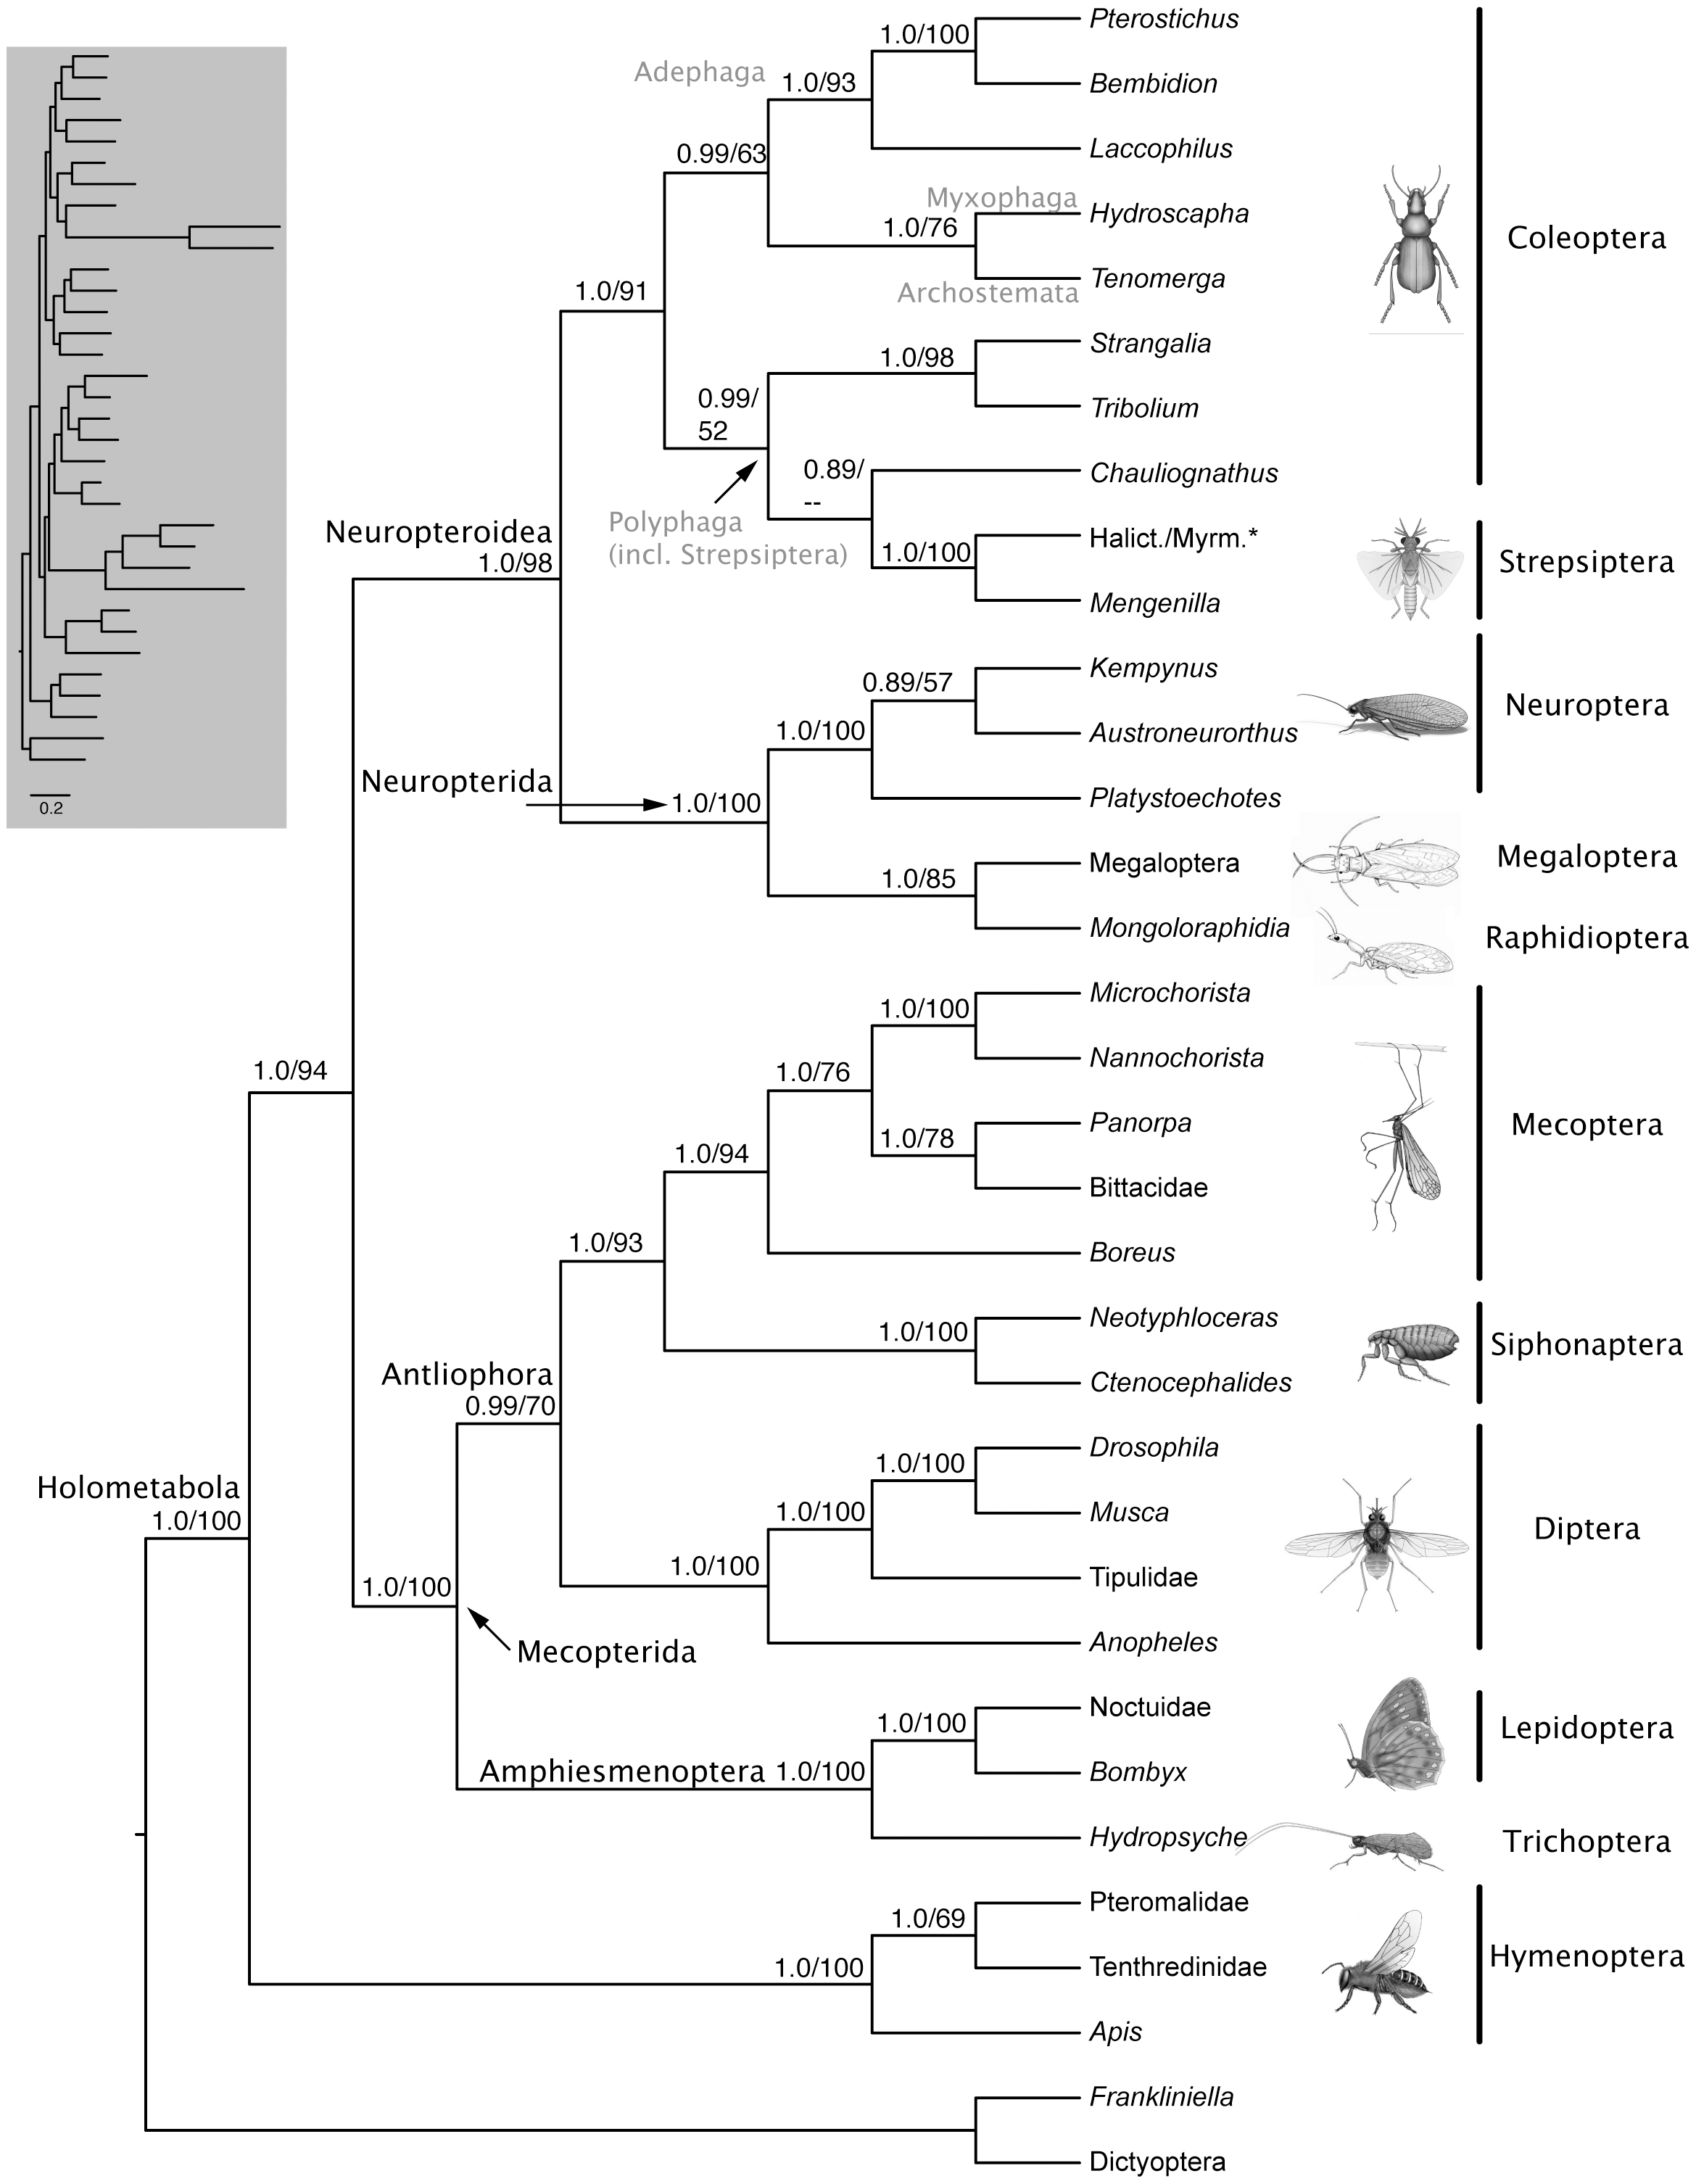 Pterostichus
1.0/100
Adephaga
1.0/93
Bembidion
Laccophilus
0.99/63
Myxophaga
Hydroscapha
1.0/76
Coleoptera
Tenomerga
Archostemata
1.0/91
Strangalia
1.0/98
0.99/
52
Tribolium
0.89/
--
Chauliognathus
Polyphaga
(incl. Strepsiptera)
Neuropteroidea
1.0/98
Halict./Myrm.*
1.0/100
Strepsiptera
Mengenilla
Kempynus
0.89/57
Neuroptera
1.0/100
Austroneurorthus
Neuropterida
1.0/100
Platystoechotes
0.2
Megaloptera
Megaloptera
1.0/85
Mongoloraphidia
Raphidioptera
Microchorista
1.0/100
Nannochorista
1.0/94
1.0/76
Panorpa
Mecoptera
1.0/78
1.0/94
Bittacidae
1.0/93
Boreus
Neotyphloceras
1.0/100
Siphonaptera
Antliophora
0.99/70
Ctenocephalides
Drosophila
1.0/100
Holometabola
1.0/100
1.0/100
Musca
Diptera
1.0/100
1.0/100
Tipulidae
Mecopterida
Anopheles
Noctuidae
1.0/100
Lepidoptera
Amphiesmenoptera 1.0/100
Bombyx
Hydropsyche
Trichoptera
Pteromalidae
1.0/69
Hymenoptera
1.0/100
Tenthredinidae
Apis
Frankliniella
Dictyoptera